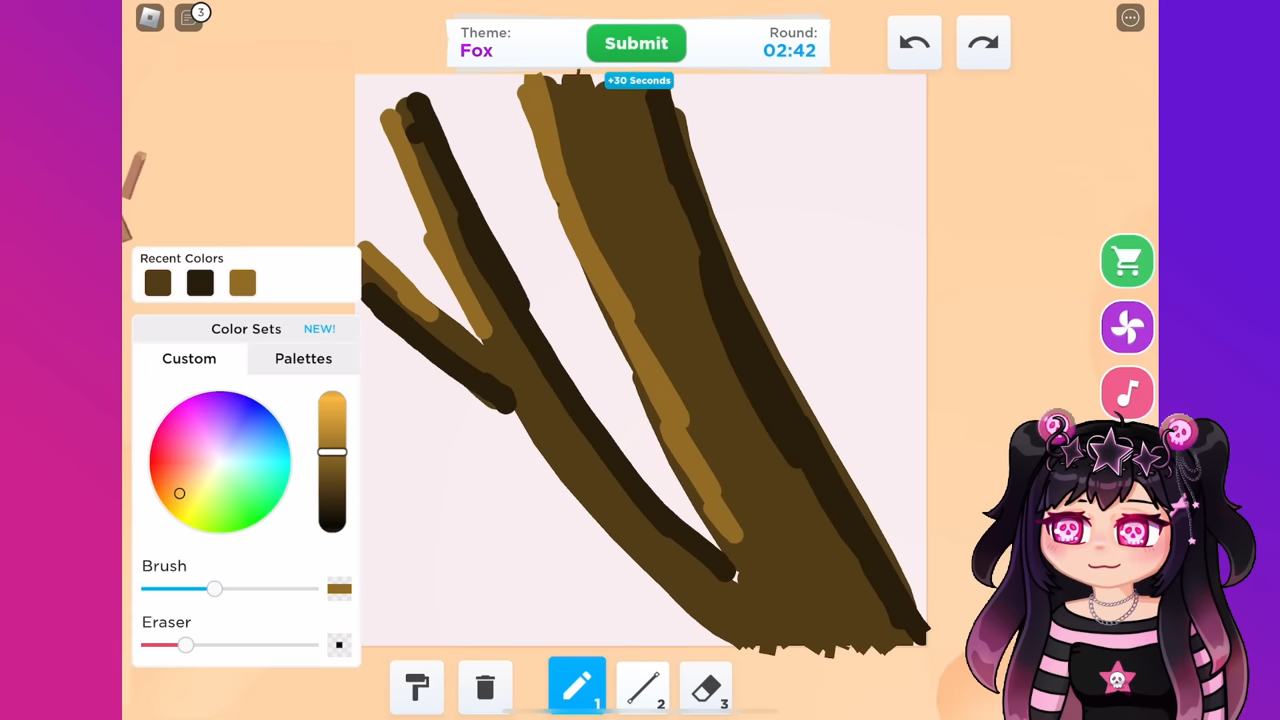 3
Theme:
Fox
Submit
Round:
02:42
+30 Seconds
Recent Colors
Color Sets
NEW!
Custom
Palettes
Brush
Eraser
1
2
3